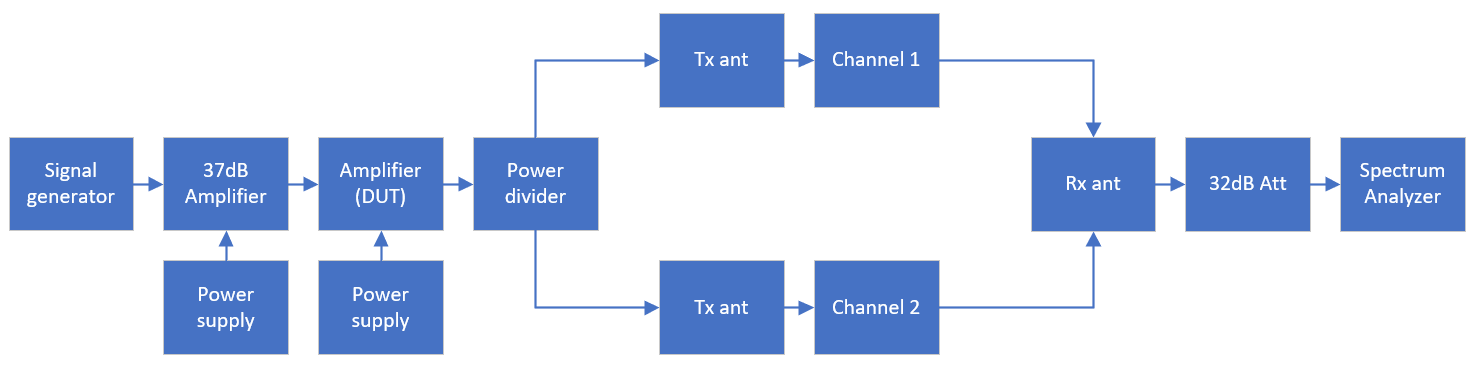 Tx ant
Channel 1
Signal
generator
37dB
Amplifier
Amplifier
(DUT)
Power
divider
Rx ant
32dB Att
Spectrum
Analyzer
Power
supply
Power
supply
Tx ant
Channel 2